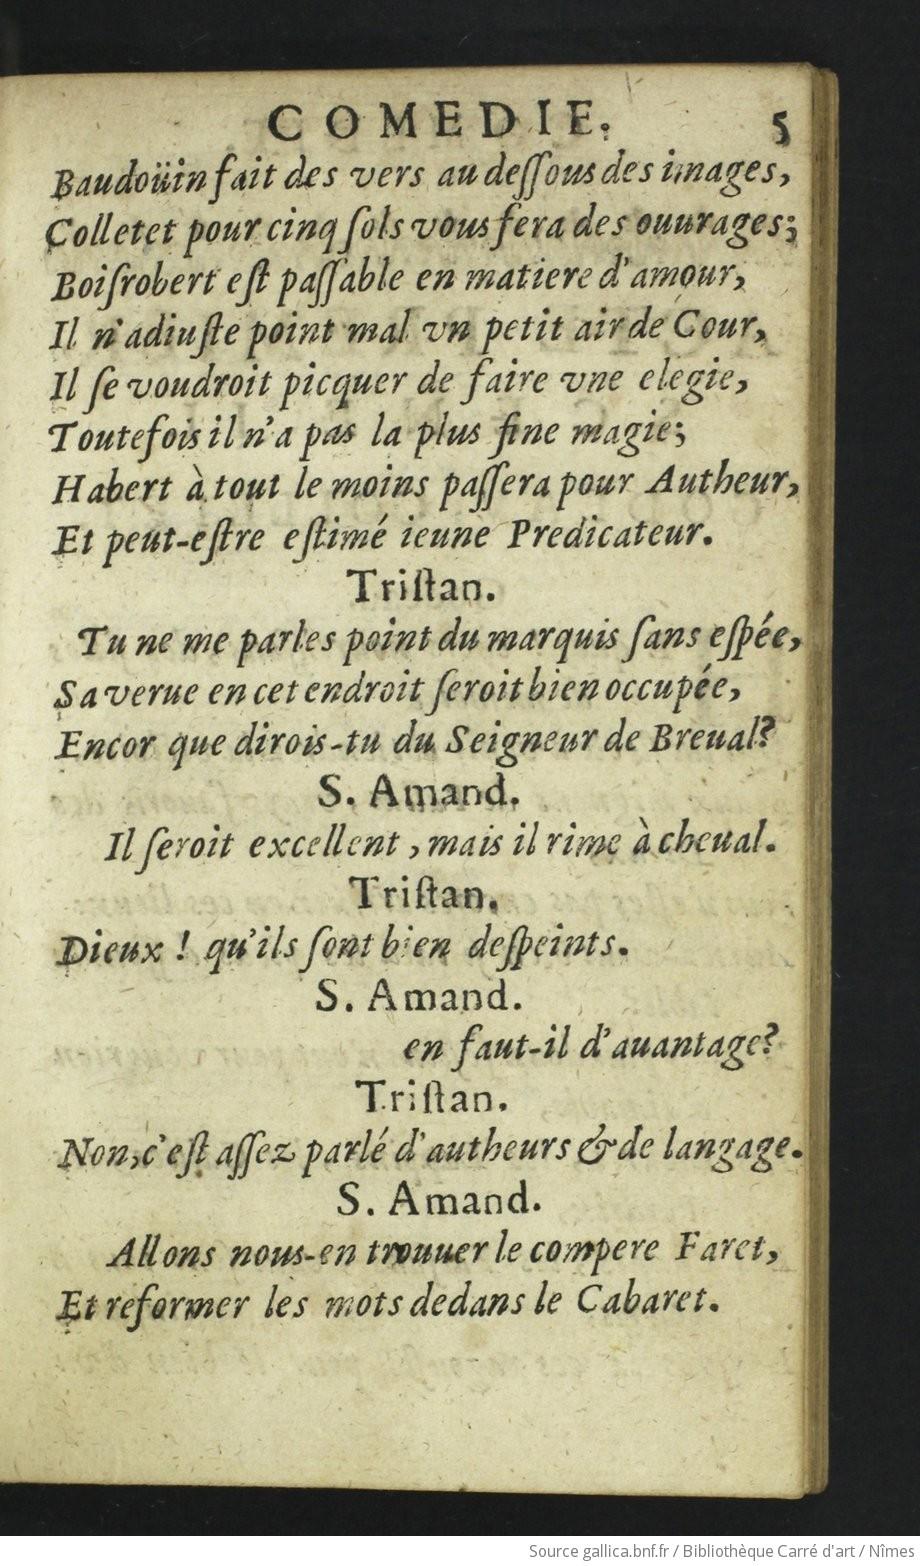 COMEDIE. 5
Baudoüin fait des vers au deſſous des images,
Colletet pour cinq ſols vous fera des ouurages;
Boiſrobert eſt paſſable en matiere d'amour,
Il n'adiuſte point mal vn petit air de Cour,
Il ſe voudroit picquer de faire vne elegie,
Toutefois il n'a pas la plus fine magie;
Habert à tout le moins paſſera pour Autheur,
Et peut-eſtre eſtimé ieune Predicateur.
Triſtan.
Tu ne me parles point du marquis ſans eſpée,
Sa verue en cet endroit ſeroit bien occupée,
Encor que dirois-tu du Seigneur de Breual?
S. Amand.
Il ſeroit excellent, mais il rime à cheual.
Triſtan.
Dieux! qu'ils ſont bien deſpeints.
S. Amand.
en faut-il d'auantage?
Triſtan.
Non, c'eſt aſſez parlé d'autheurs & de langage.
S. Amand.
Allons nous-en trouuer le compere Faret,
Et reformer les mots dedans le Cabaret.
Source gallica.bnf.fr / Bibliothèque Carré d'art / Nîmes